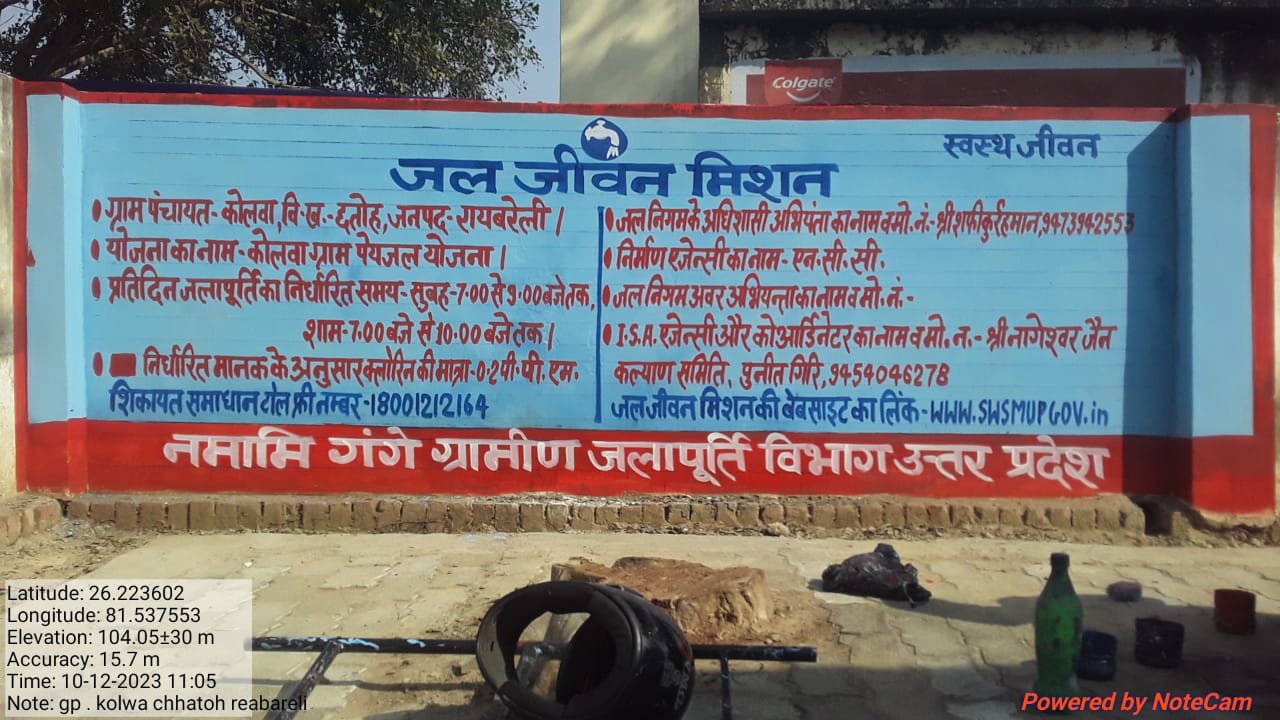 Colgate
स्वस्थ जीवन
जल जीवन मिशन
• ग्राम पंचायत- कोलवा,वि.ख.-छतोह,जनपद-रायबरेली।
• योजना का नाम-कोलवा ग्राम पेयजल योजना।
• प्रतिदिन जलापूर्ति का निर्धारित समय-सुबह-7.00 से 9.00 बजे तक,
शाम-7.00 बजे से 10.00 बजे तक।
• निर्धारित मानक के अनुसार क्लोरिन की मात्रा-0.2 पी.पी.एम.
शिकायत समाधान टोल फ्री नम्बर-18001212164
• जल निगम के अधिशासी अभियंता का नाम व मो.नं.-श्री शफीकुर्रहमान,9473942553
• निर्माण एजेन्सी का नाम- एन.सी.सी.
• जल निगम अवर अभियन्ता का नाम व मो.नं.-
• I.S.A. एजेन्सी और कोआर्डिनेटर का नाम व मो.न.- श्री नागेश्वर जैन
कल्याण समिति, पुनीत गिरि,9454046278
जल जीवन मिशन की वेबसाइट का लिंक-WWW.SWSMUPGOV.in
नमामि गंगे ग्रामीण जलापूर्ति विभाग उत्तर प्रदेश
Latitude: 26.223602
Longitude: 81.537553
Elevation: 104.05±30 m
Accuracy: 15.7 m
Time: 10-12-2023 11:05
Note: gp . kolwa chhatoh reabareli
Powered by NoteCam